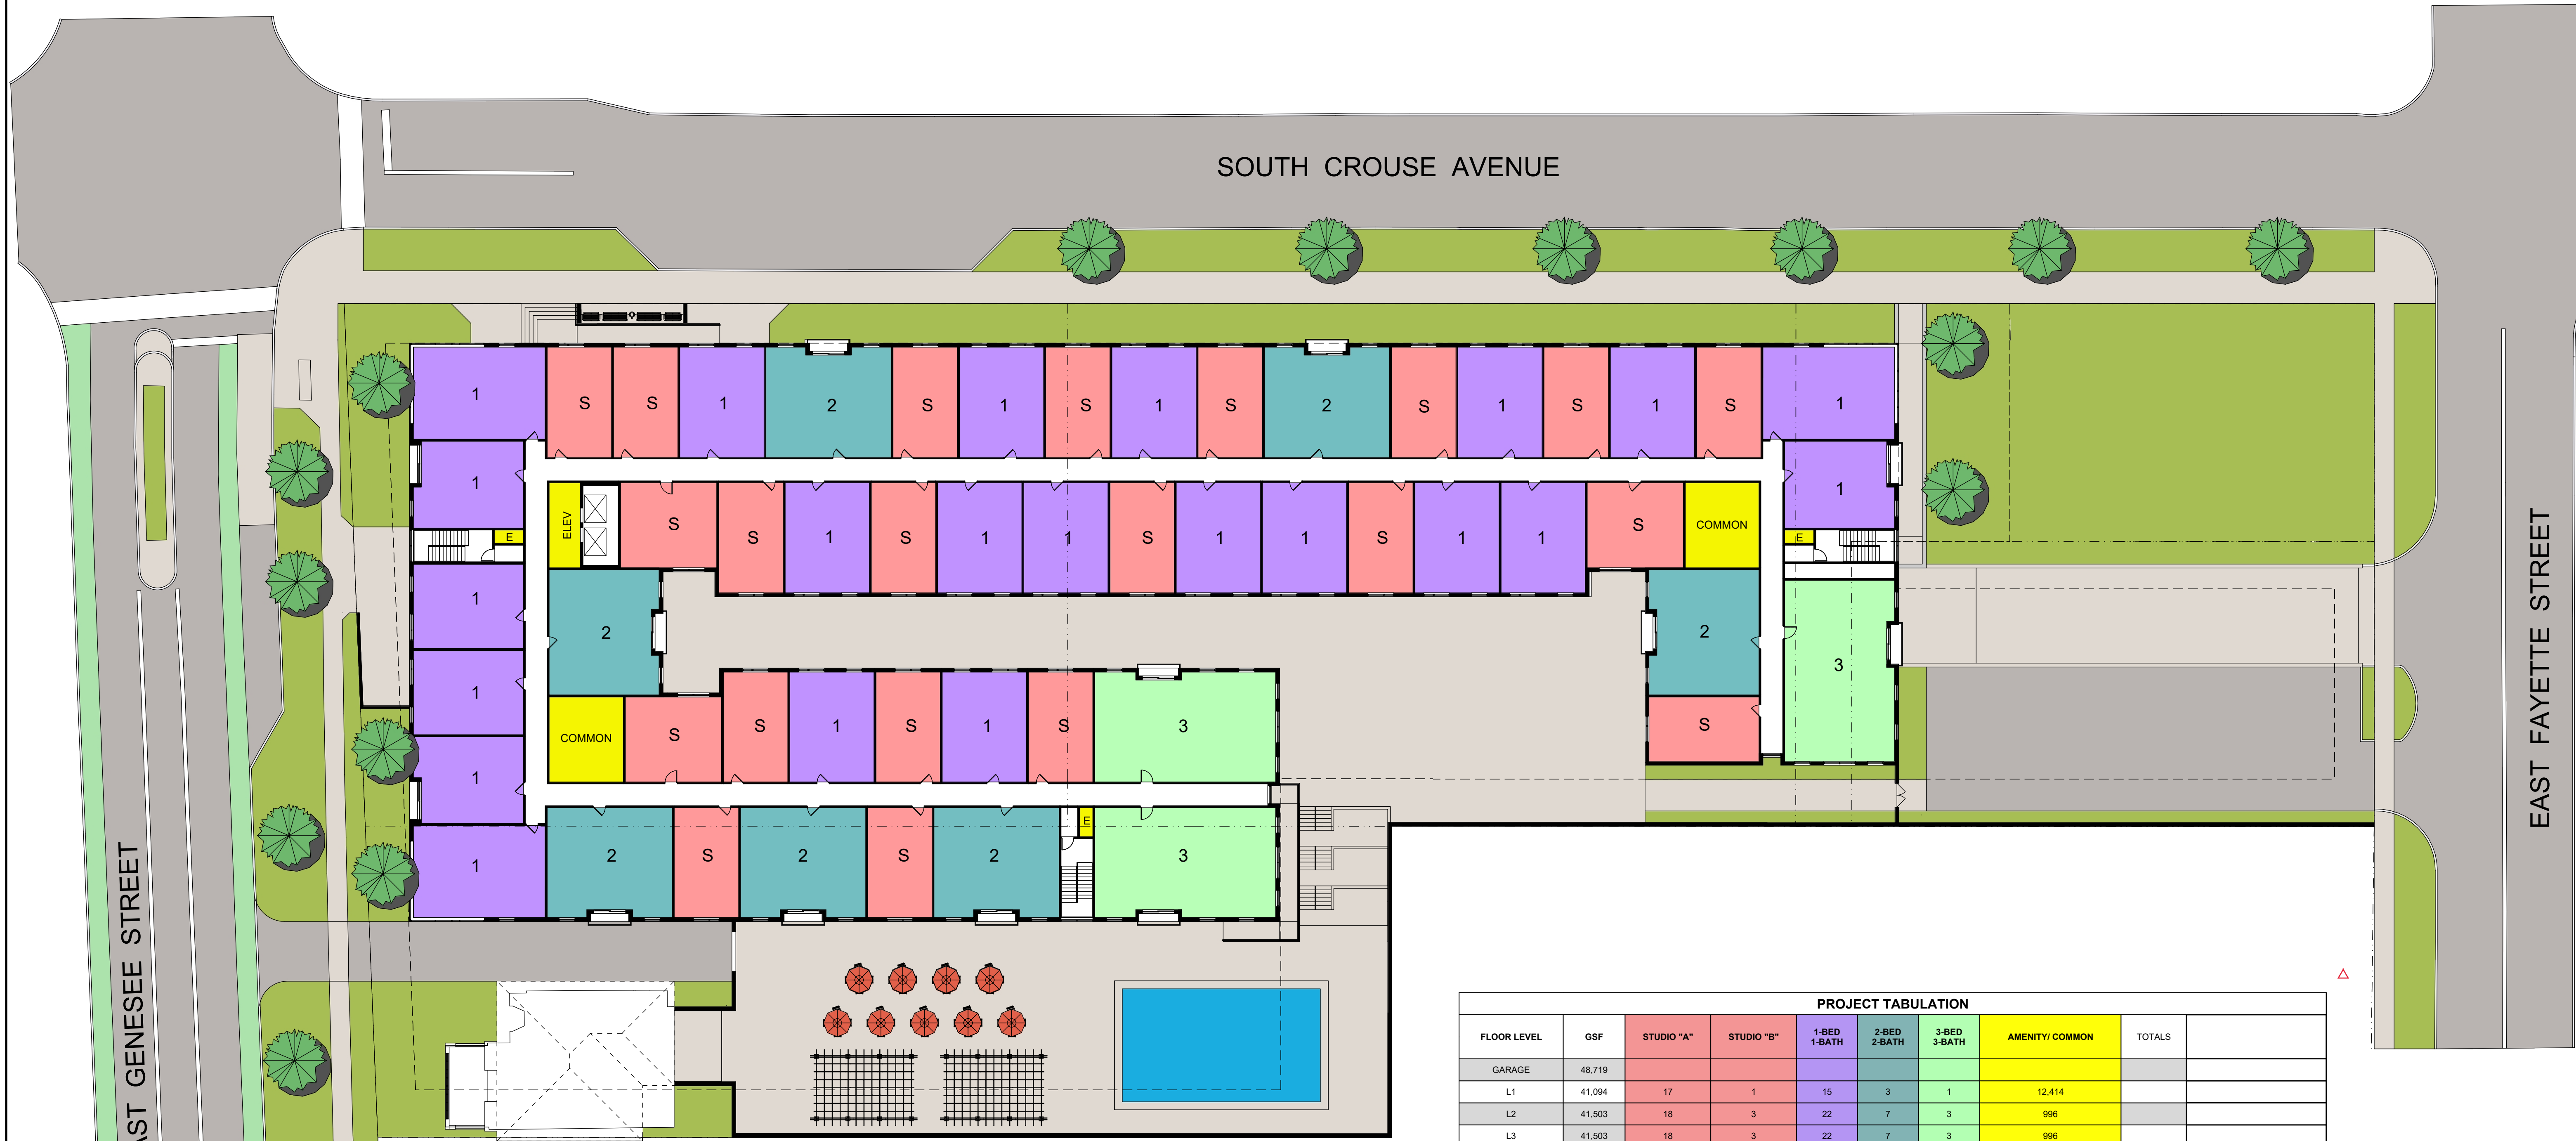 SOUTH CROUSE AVENUE
1 S S 1 2 S 1 S 1 S 2 S 1 S 1 S 1
1 1
ELEV S S 1 S 1 1 S 1 1 S 1 1 S COMMON
E E
1 2 2 3
1
COMMON S S 1 S 1 S 3 S
1
1 2 S 2 S 2 E 3
EAST FAYETTE STREET
AST GENESEE STREET
PROJECT TABULATION
FLOOR LEVEL GSF STUDIO "A" STUDIO "B" 1-BED 1-BATH 2-BED 2-BATH 3-BED 3-BATH AMENITY/ COMMON TOTALS
GARAGE 48,719
L1 41,094 17 1 15 3 1 12,414
L2 41,503 18 3 22 7 3 996
L3 41,503 18 3 22 7 3 996